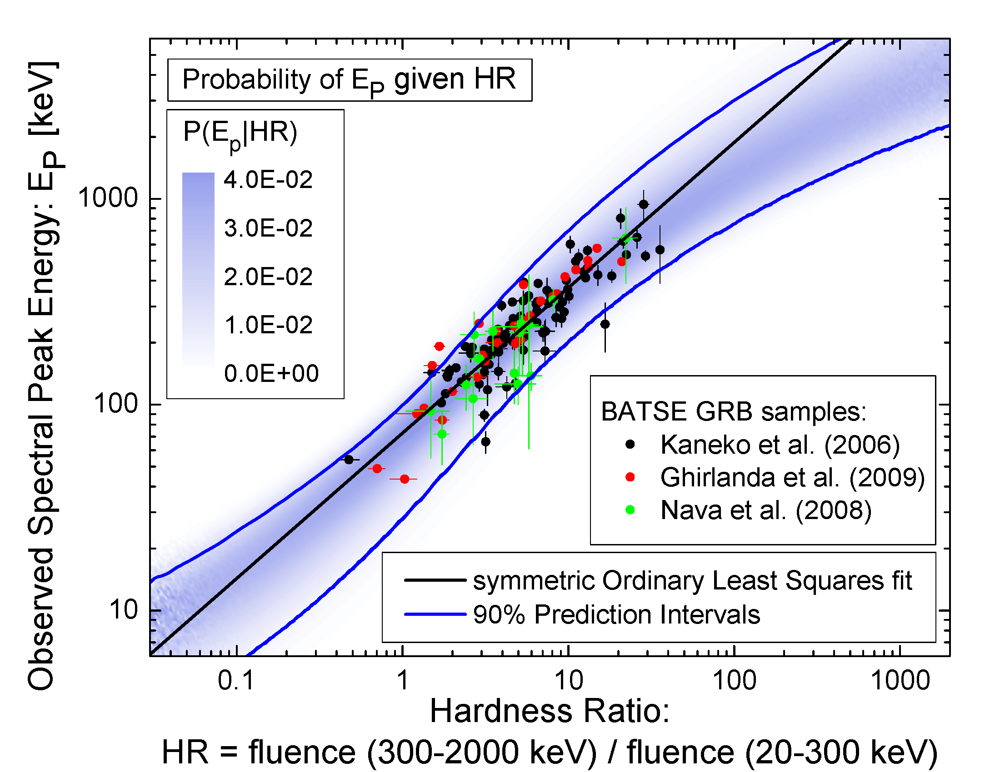 Probability of EP given HR
P(Ep|HR)
4.0E-02
3.0E-02
2.0E-02
1.0E-02
0.0E+00
Observed Spectral Peak Energy: EP [keV]
1000
100
10
BATSE GRB samples:
Kaneko et al. (2006)
Ghirlanda et al. (2009)
Nava et al. (2008)
symmetric Ordinary Least Squares fit
90% Prediction Intervals
0.1 1 10 100 1000
Hardness Ratio:
HR = fluence (300-2000 keV) / fluence (20-300 keV)